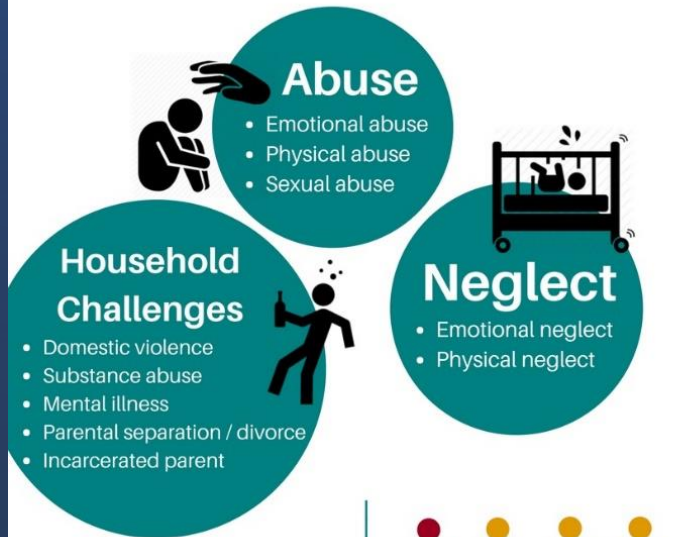 Abuse
• Emotional abuse
• Physical abuse
• Sexual abuse
Household
Challenges
• Domestic violence
• Substance abuse
• Mental illness
• Parental separation / divorce
• Incarcerated parent
Neglect
• Emotional neglect
• Physical neglect